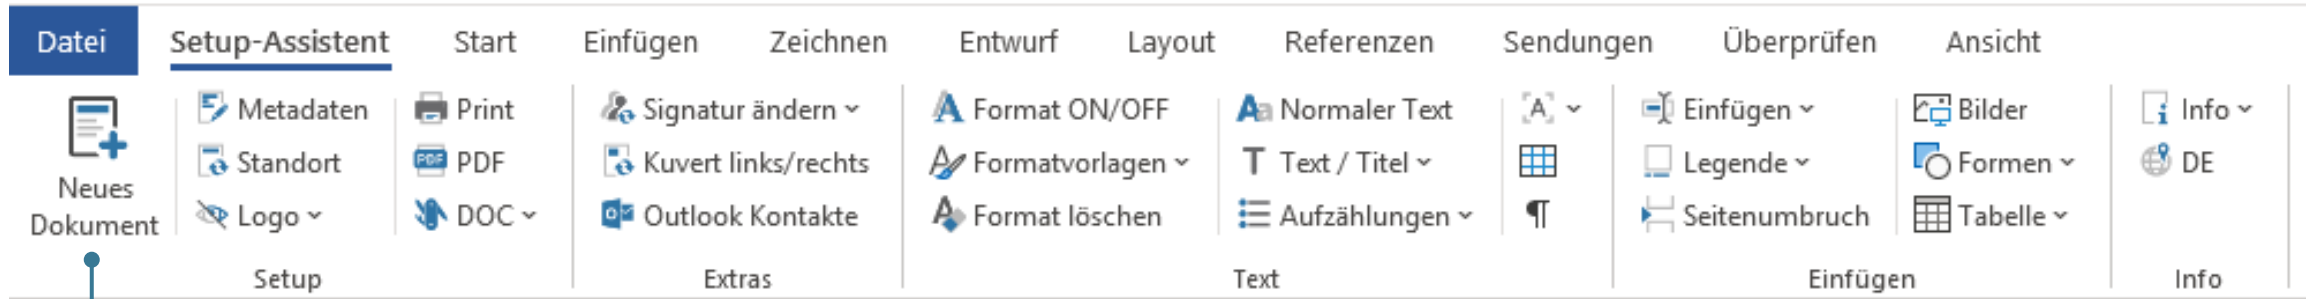 Datei Setup-Assistent Start Einfügen Zeichnen Entwurf Layout Referenzen Sendungen Überprüfen Ansicht
Neues
Dokument
Metadaten
Standort
Logo
Print
PDF
PDF
DOC
Setup
Signatur ändern
Kuvert links/rechts
Outlook Kontakte
Extras
Format ON/OFF
Formatvorlagen
Format löschen
Normaler Text
Text / Titel
Aufzählungen
Text
Einfügen
Legende
Seitenumbruch
Bilder
Formen
Tabelle
Einfügen
Info
DE
Info